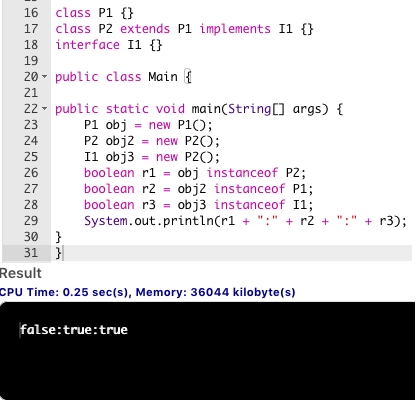 16 class P1 {}
17 class P2 extends P1 implements I1 {}
18 interface I1 {}
19
20 public class Main {
21
22 public static void main(String[] args) {
23     P1 obj = new P1();
24     P2 obj2 = new P2();
25     I1 obj3 = new P2();
26     boolean r1 = obj instanceof P2;
27     boolean r2 = obj2 instanceof P1;
28     boolean r3 = obj3 instanceof I1;
29     System.out.println(r1 + ":" + r2 + ":" + r3);
30 }
31 }
Result
CPU Time: 0.25 sec(s), Memory: 36044 kilobyte(s)
false:true:true